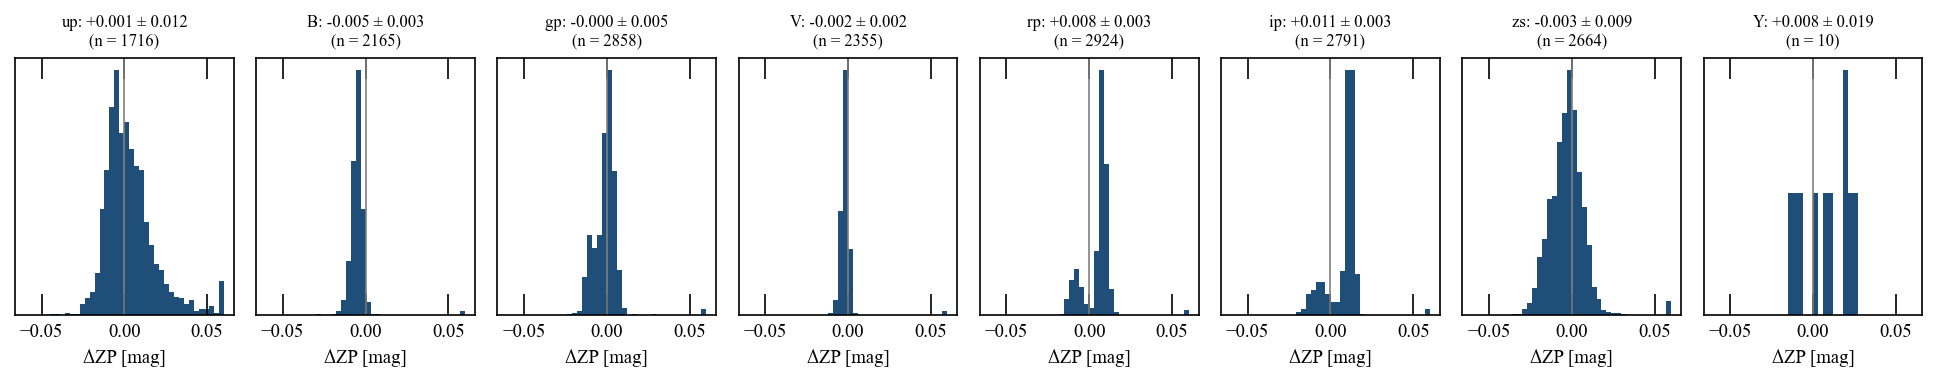 up: +0.001 ± 0.012
(n = 1716)
B: -0.005 ± 0.003
(n = 2165)
gp: -0.000 ± 0.005
(n = 2858)
V: -0.002 ± 0.002
(n = 2355)
rp: +0.008 ± 0.003
(n = 2924)
ip: +0.011 ± 0.003
(n = 2791)
zs: -0.003 ± 0.009
(n = 2664)
Y: +0.008 ± 0.019
(n = 10)
−0.05 0.00 0.05
−0.05 0.00 0.05
−0.05 0.00 0.05
−0.05 0.00 0.05
−0.05 0.00 0.05
−0.05 0.00 0.05
−0.05 0.00 0.05
−0.05 0.00 0.05
ΔZP [mag]
ΔZP [mag]
ΔZP [mag]
ΔZP [mag]
ΔZP [mag]
ΔZP [mag]
ΔZP [mag]
ΔZP [mag]